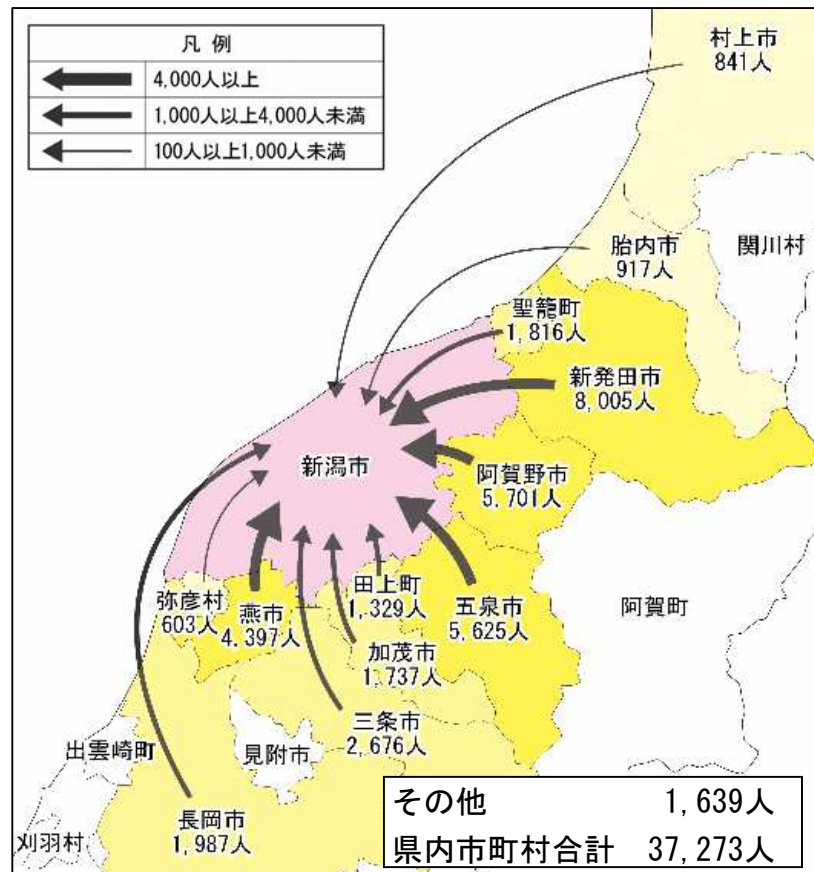 凡 例
4,000人以上
1,000人以上4,000人未満
100人以上1,000人未満
村上市
841人
胎内市
917人
関川村
聖籠町
1,816人
新発田市
8,005人
新潟市
阿賀野市
5,701人
弥彦村
603人
燕市
4,397人
田上町
1,329人
五泉市
5,625人
阿賀町
加茂市
1,737人
三条市
2,676人
出雲崎町
見附市
長岡市
1,987人
刈羽村
その他 1,639人
県内市町村合計 37,273人